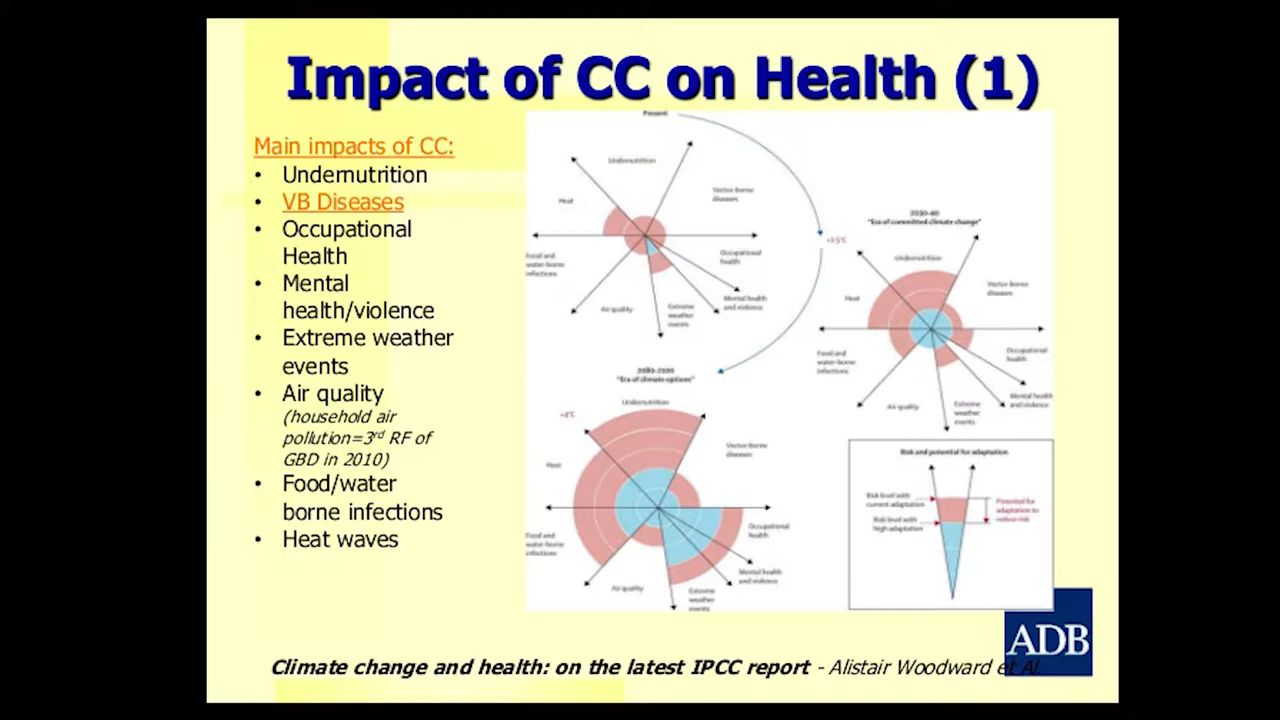 Impact of CC on Health (1)
Main impacts of CC:
• Undernutrition
• VB Diseases
• Occupational
Health
• Mental
health/violence
• Extreme weather
events
• Air quality
(household air
pollution=3rd RF of
GBD in 2010)
• Food/water
borne infections
• Heat waves
Present
Undernutrition
Vector-borne
diseases
Heat
Occupational
health
Food and
water-borne
infections
Mental health
and violence
Air quality
Extreme
weather
events
+1·5°C
2030-40
"Era of committed climate change"
Undernutrition
Vector-borne
diseases
Heat
Occupational
health
Food and
water-borne
infections
Mental health
and violence
Air quality
Extreme
weather
events
2080-2100
"Era of climate options"
+4°C
Undernutrition
Vector-borne
diseases
Heat
Occupational
health
Food and
water-borne
infections
Mental health
and violence
Air quality
Extreme
weather
events
Risk and potential for adaptation
Risk level with
current adaptation
Potential for
adaptation to
reduce risk
Risk level with
high adaptation
ADB
Climate change and health: on the latest IPCC report - Alistair Woodward et Al.